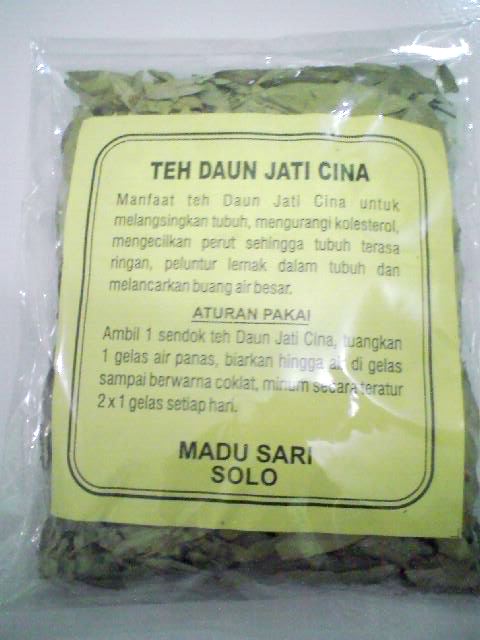 TEH DAUN JATI CINA
Manfaat teh Daun Jati Cina untuk
melangsingkan tubuh, mengurangi kolesterol,
mengecilkan perut sehingga tubuh terasa
ringan, peluntur lemak dalam tubuh dan
melancarkan buang air besar.
ATURAN PAKAI
Ambil 1 sendok teh Daun Jati Cina, tuangkan
1 gelas air panas, biarkan hingga air di gelas
sampai berwarna coklat, minum secara teratur
2 x 1 gelas setiap hari.
MADU SARI
SOLO